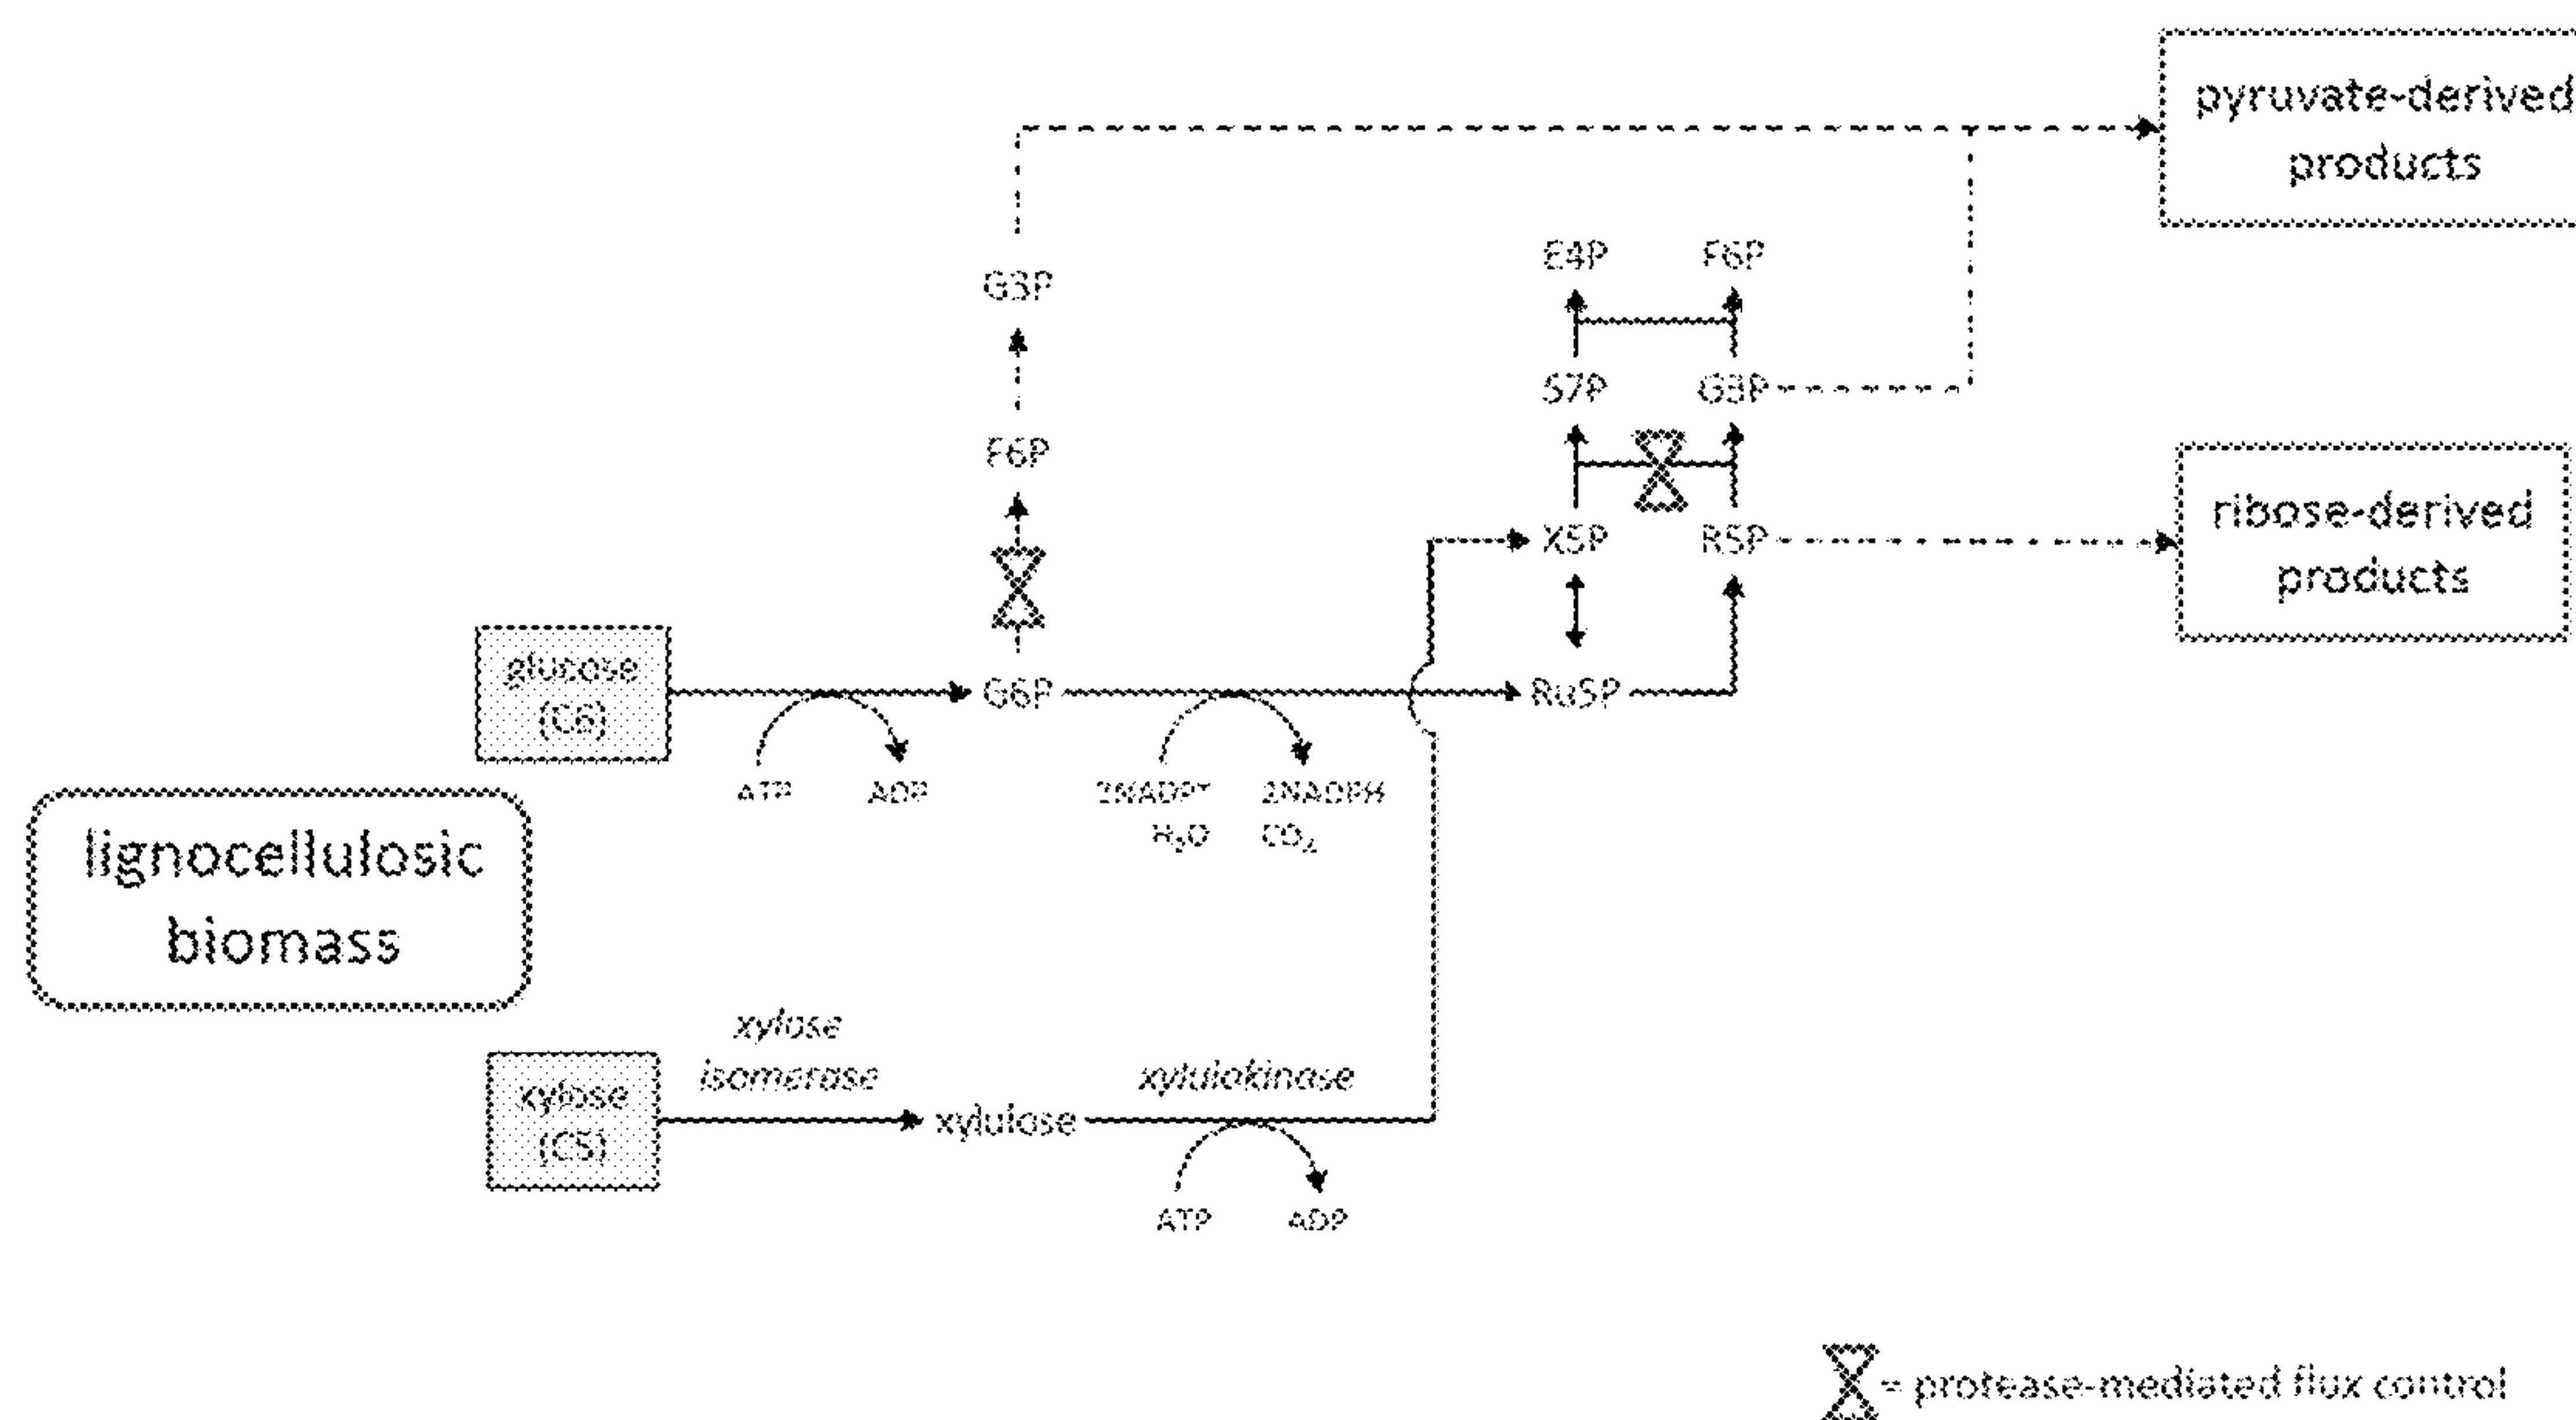 pyruvate-derived
products
E4P F6P
G3P
S7P G3P
F6P
ribose-derived
products
X5P R5P
glucose
(C6)
G6P Ru5P
ATP ADP 2NADP⁺ 2NADPH
H₂O CO₂
lignocellulosic
biomass
xylose
isomerase
xylulokinase
xylose
(C5)
xylulose
ATP ADP
= protease-mediated flux control